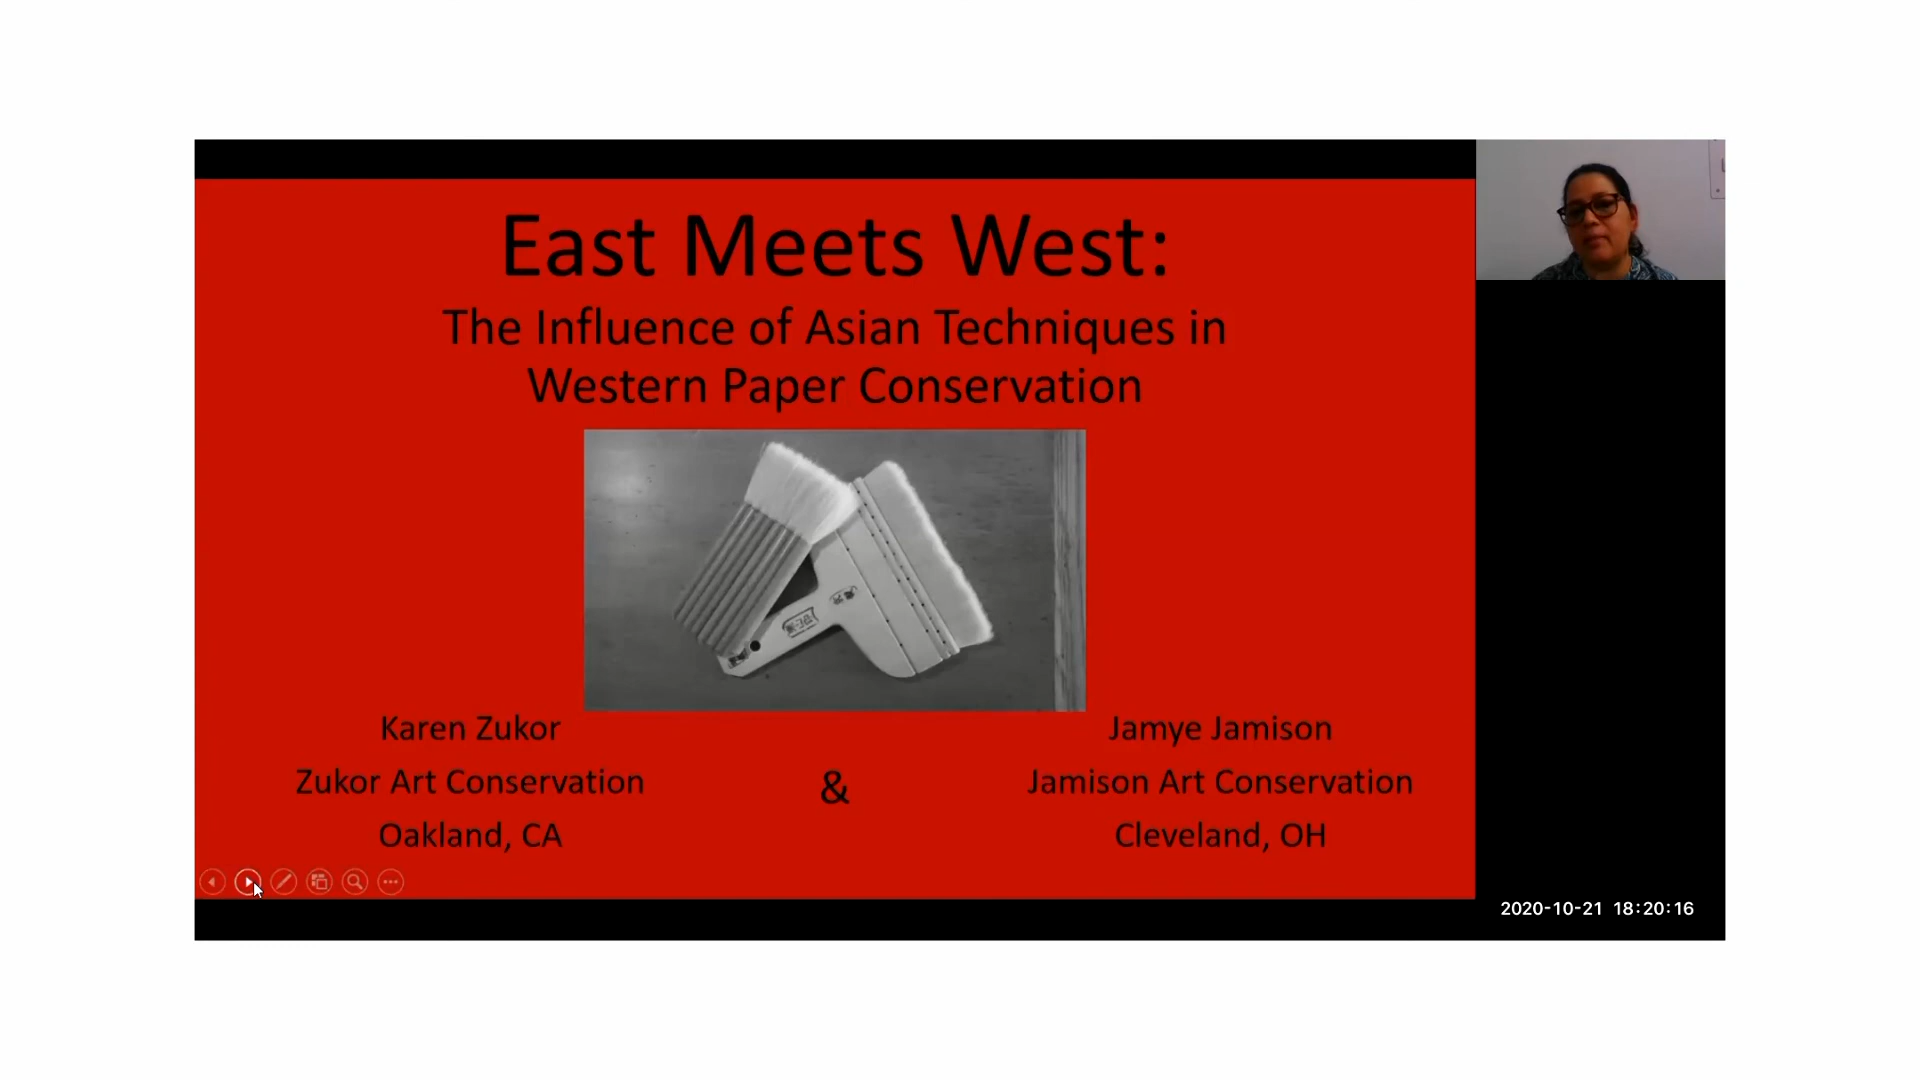 East Meets West:
The Influence of Asian Techniques in
Western Paper Conservation
Karen Zukor
Zukor Art Conservation
Oakland, CA
&
Jamye Jamison
Jamison Art Conservation
Cleveland, OH
2020-10-21 18:20:16